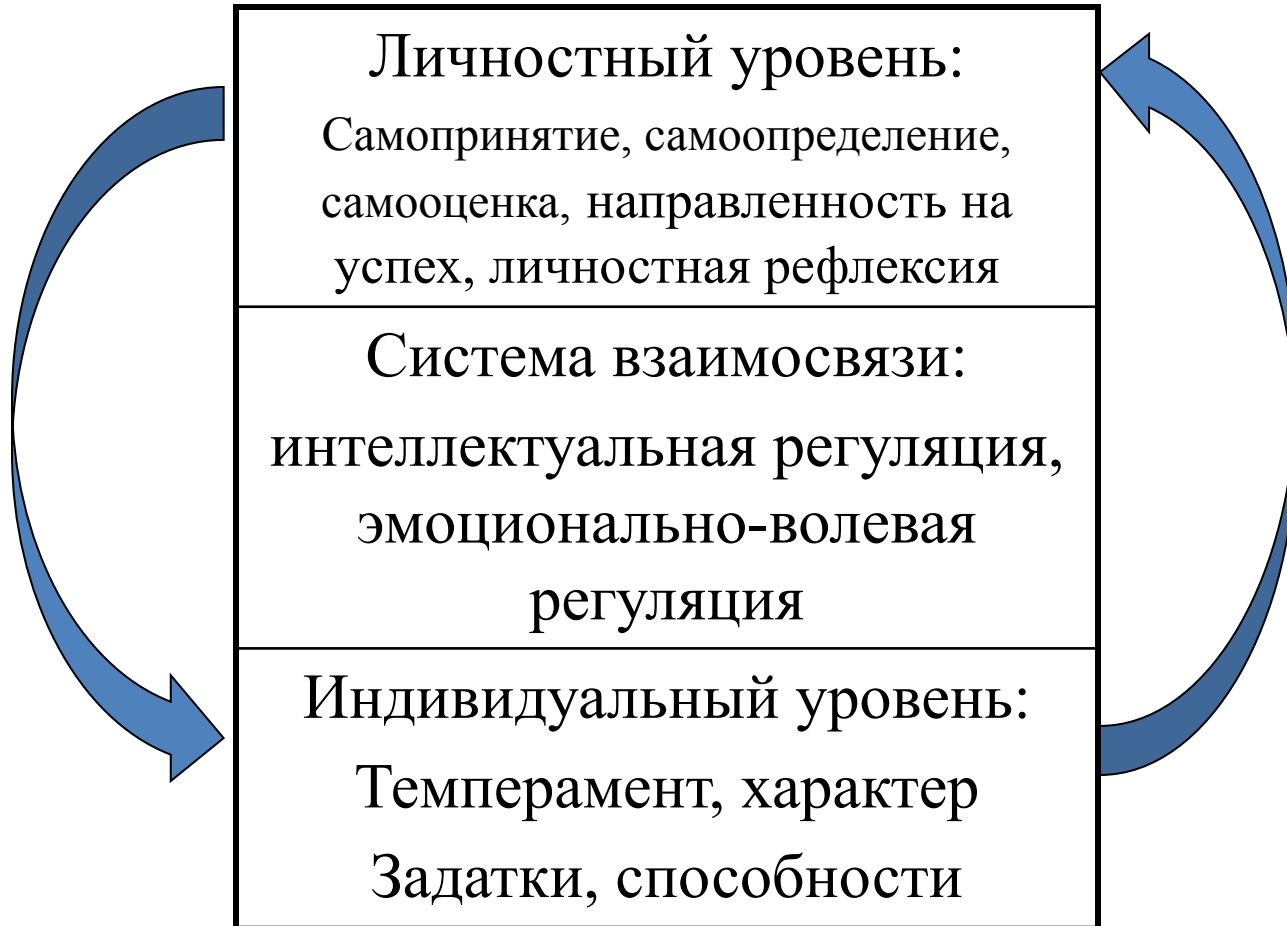 Личностный уровень:
Самопринятие, самоопределение,
самооценка, направленность на
успех, личностная рефлексия
Система взаимосвязи:
интеллектуальная регуляция,
эмоционально-волевая
регуляция
Индивидуальный уровень:
Темперамент, характер
Задатки, способности